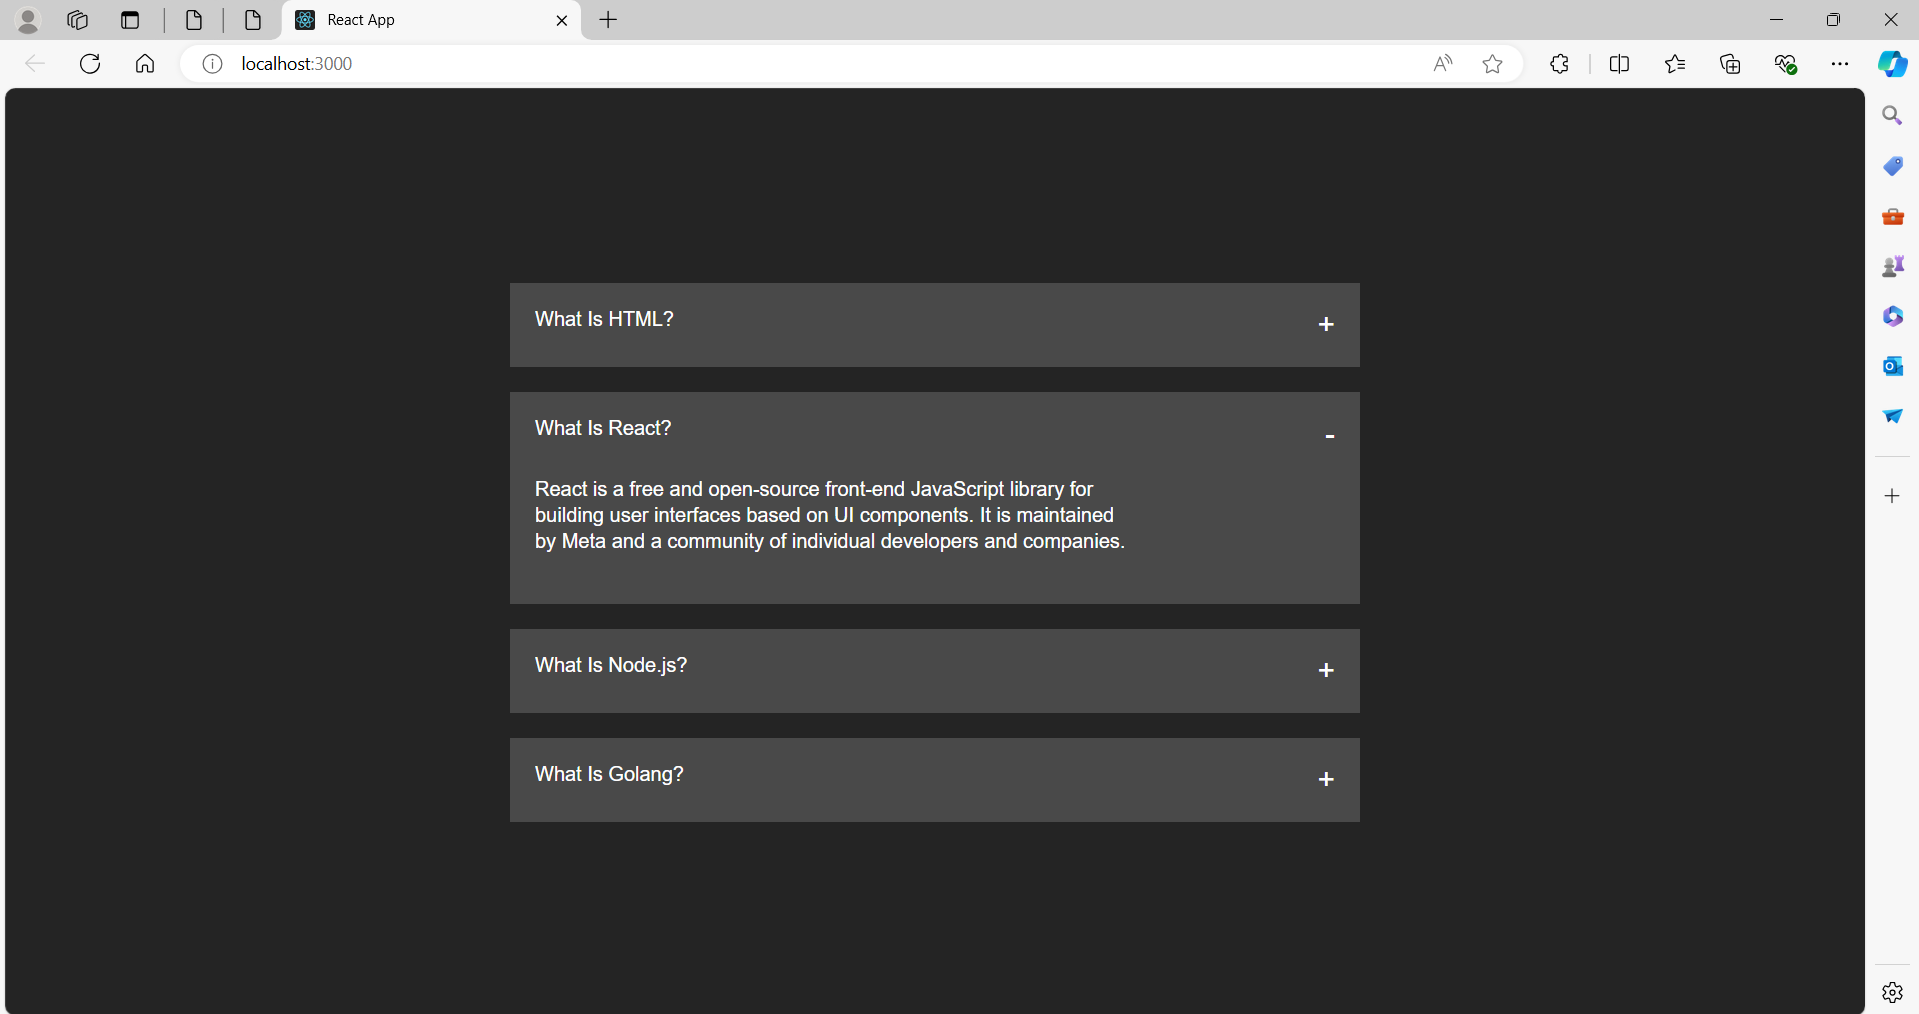 React App
localhost:3000
What Is HTML?
+
What Is React?
-
React is a free and open-source front-end JavaScript library for
building user interfaces based on UI components. It is maintained
by Meta and a community of individual developers and companies.
What Is Node.js?
+
What Is Golang?
+